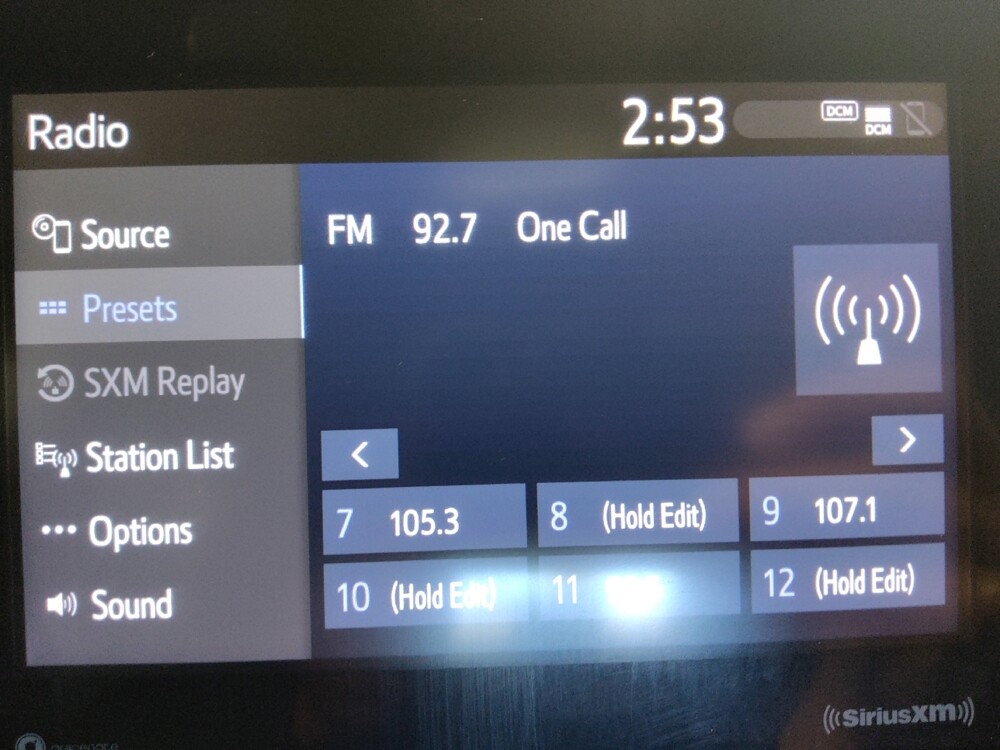 Radio
2:53
DCM
DCM
Source
Presets
SXM Replay
Station List
Options
Sound
FM 92.7 One Call
<
>
7 105.3
8 (Hold Edit)
9 107.1
10 (Hold Edit)
11
12 (Hold Edit)
((SiriusXM))
gracenote